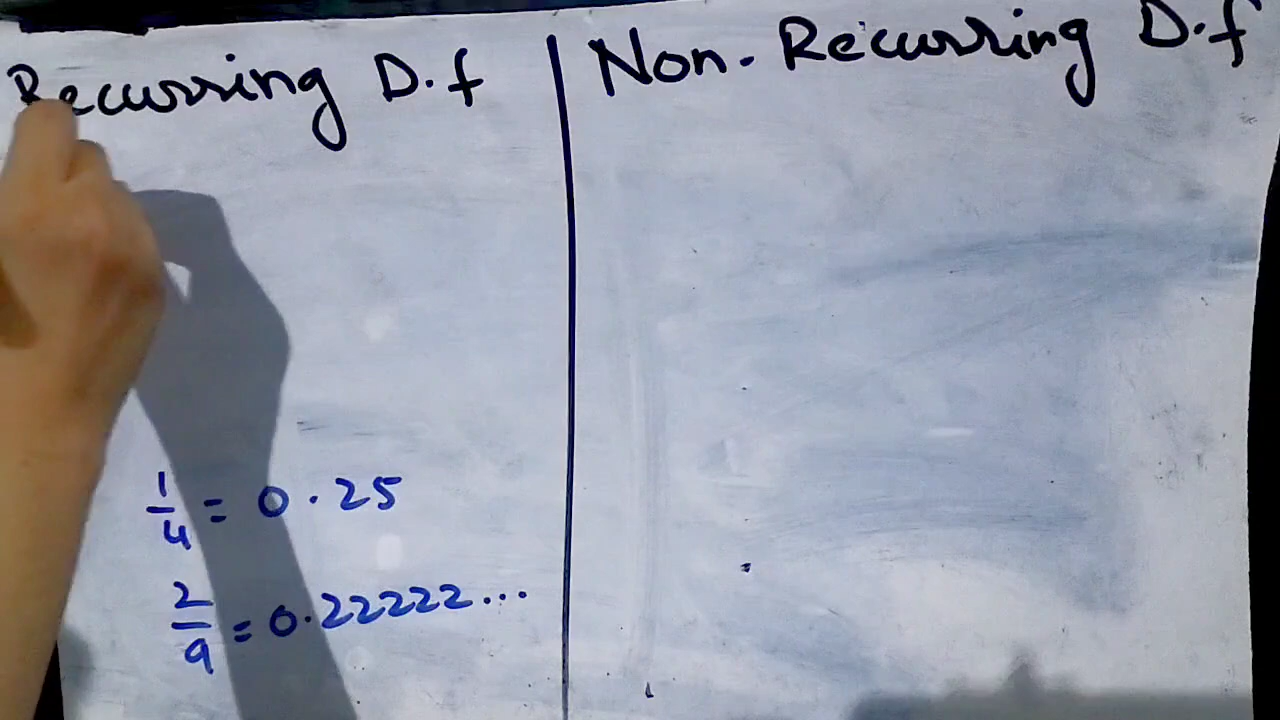 Recurring D.f
Non-Recurring D.f
1/4 = 0.25
2/9 = 0.22222...